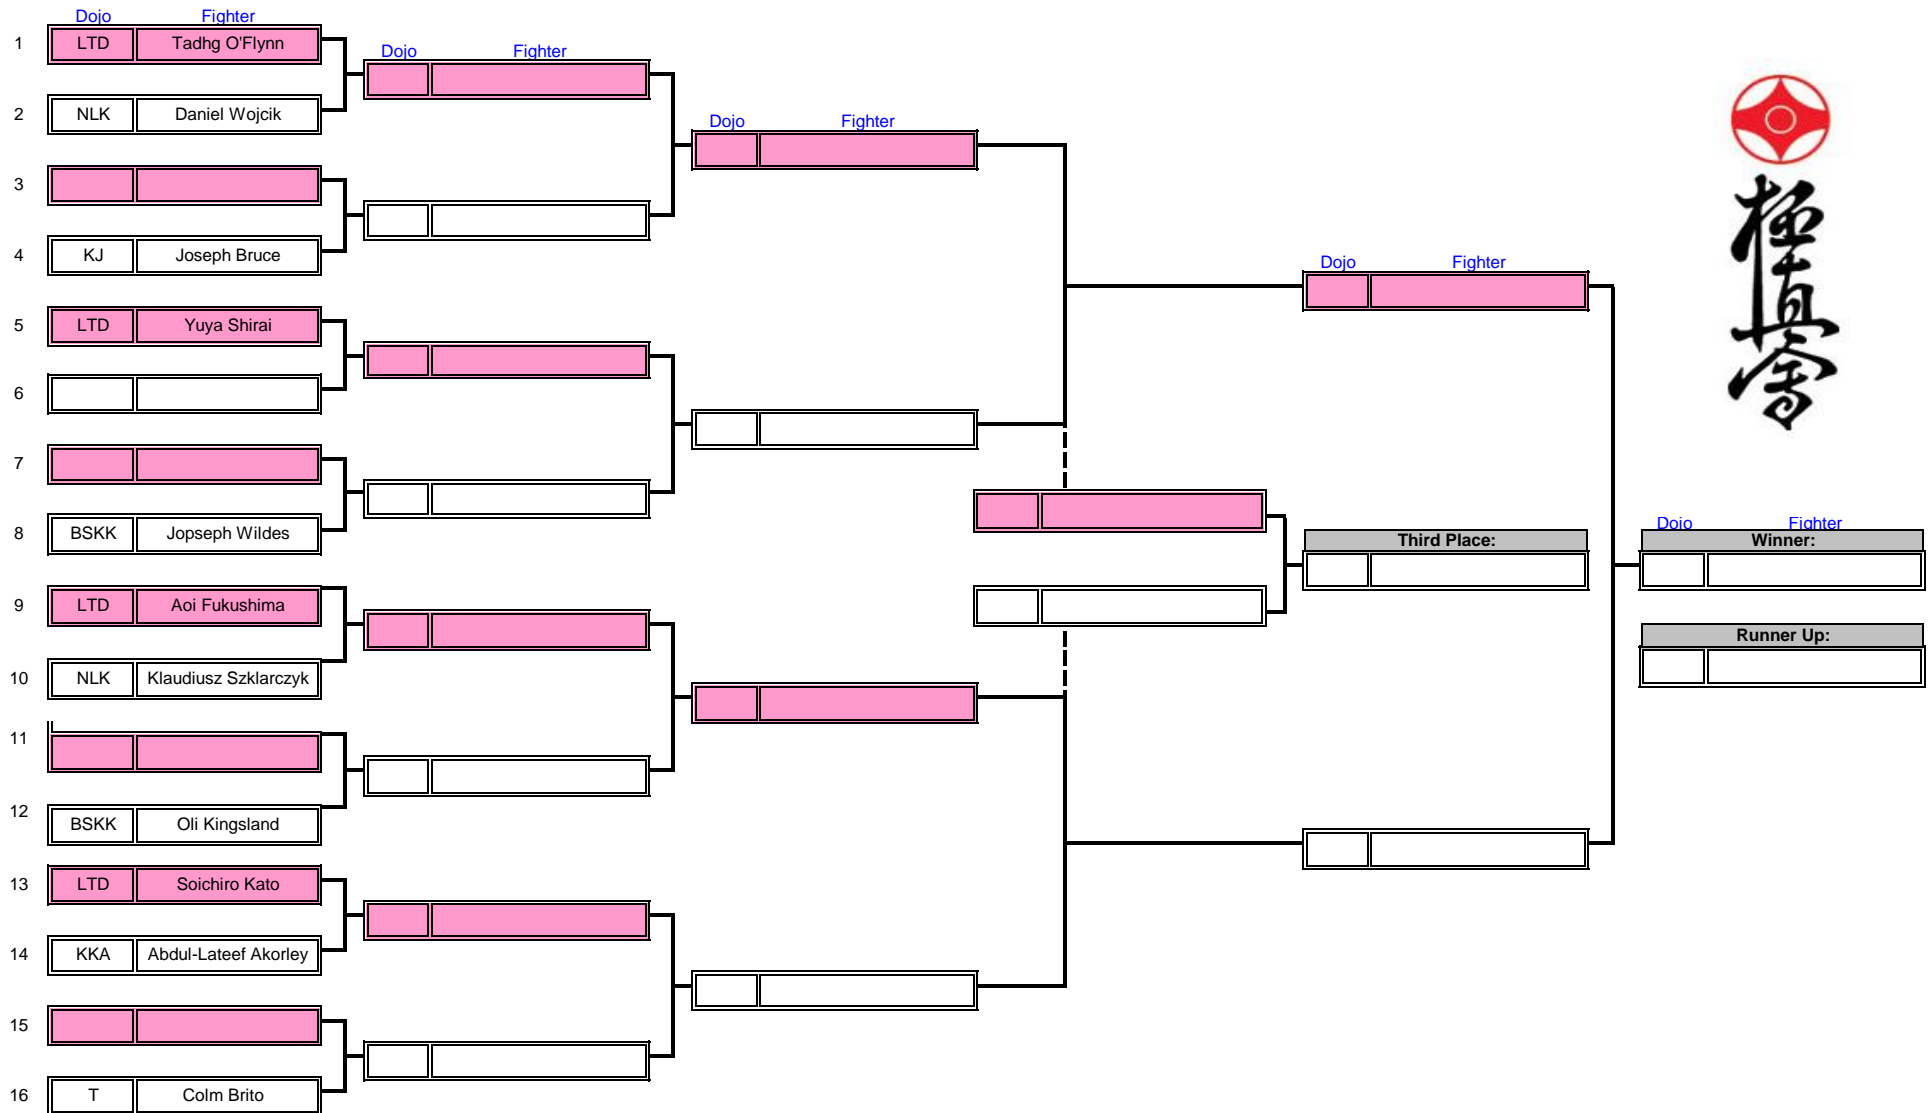 Dojo Fighter
1 LTD Tadhg O'Flynn
Dojo Fighter
2 NLK Daniel Wojcik
Dojo Fighter
3
4 KJ Joseph Bruce
Dojo Fighter
5 LTD Yuya Shirai
6
7
8 BSKK Jopseph Wildes
Third Place:
Dojo Fighter
Winner:
9 LTD Aoi Fukushima
Runner Up:
10 NLK Klaudiusz Szklarczyk
11
12 BSKK Oli Kingsland
13 LTD Soichiro Kato
14 KKA Abdul-Lateef Akorley
15
16 T Colm Brito
極真會